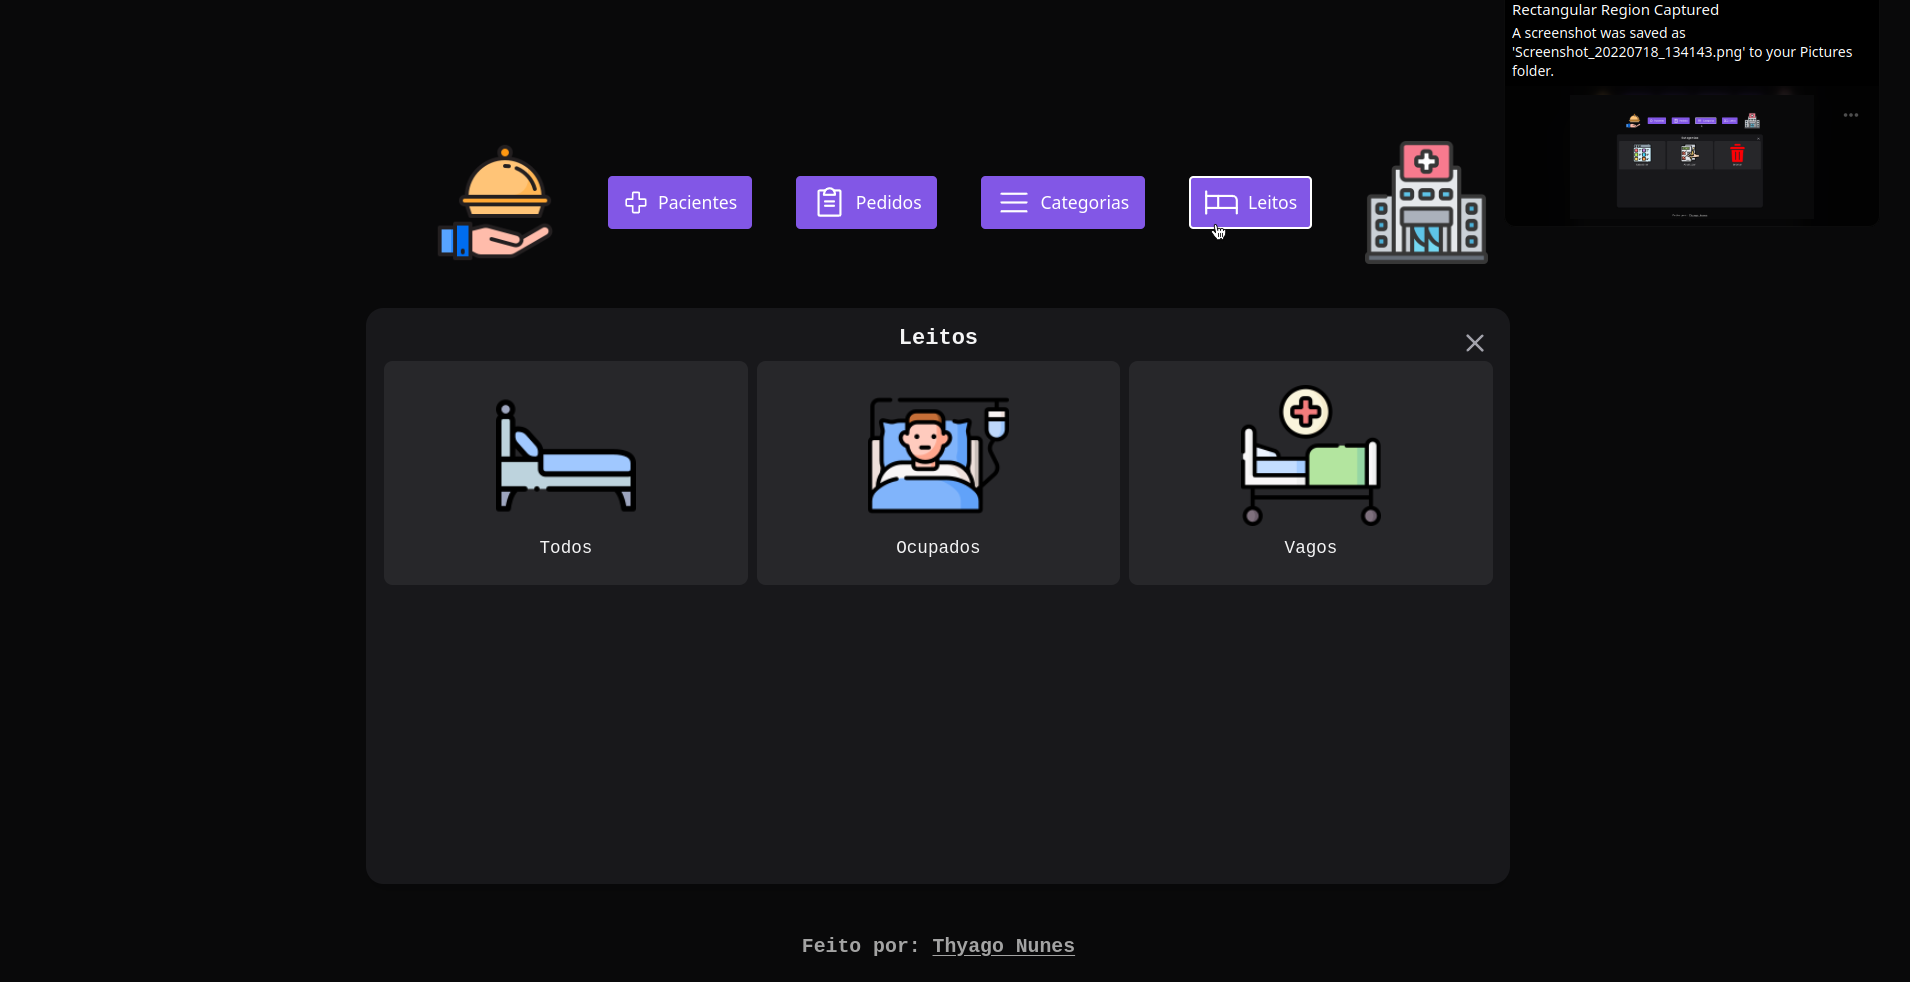 Rectangular Region Captured
A screenshot was saved as
'Screenshot_20220718_134143.png' to your Pictures
folder.
Pacientes
Pedidos
Categorias
Leitos
Leitos
Todos
Ocupados
Vagos
Feito por: Thyago Nunes